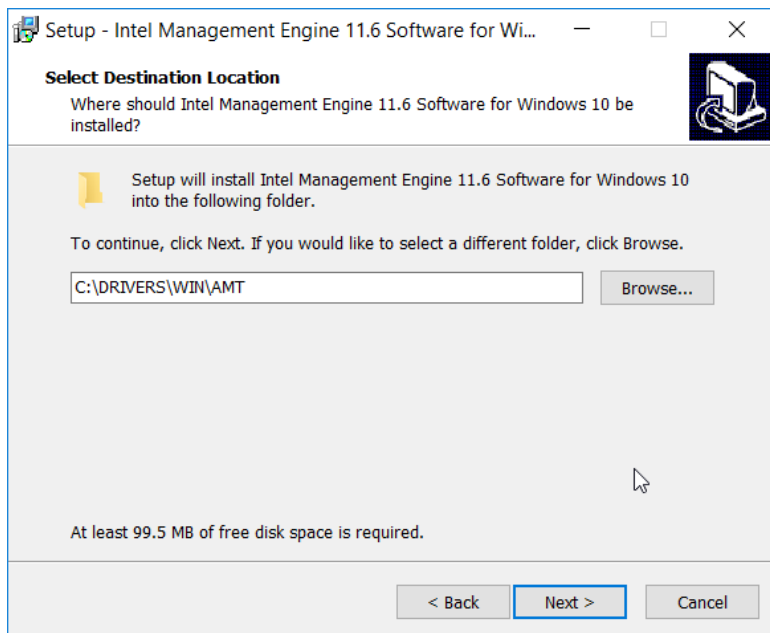 Setup - Intel Management Engine 11.6 Software for Wi...
Select Destination Location
Where should Intel Management Engine 11.6 Software for Windows 10 be
installed?
Setup will install Intel Management Engine 11.6 Software for Windows 10
into the following folder.
To continue, click Next. If you would like to select a different folder, click Browse.
C:\DRIVERS\WIN\AMT
Browse...
At least 99.5 MB of free disk space is required.
< Back
Next >
Cancel